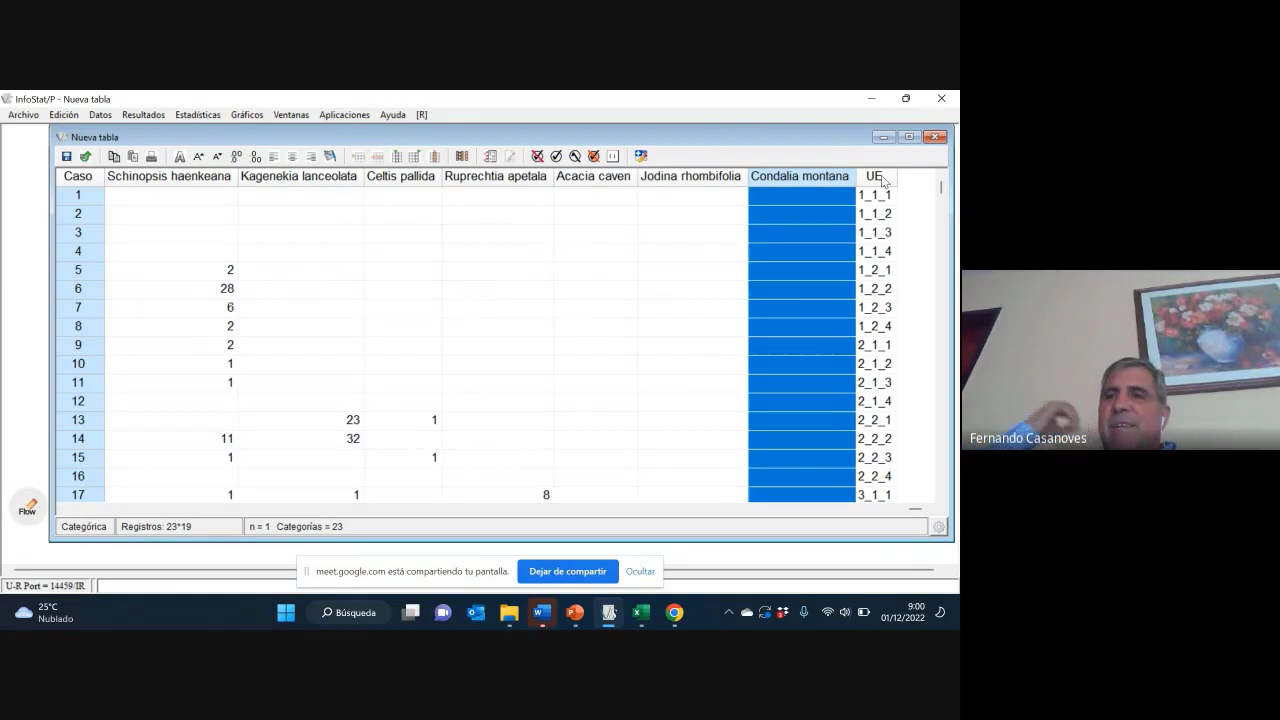 InfoStat/P - Nueva tabla
Archivo Edición Datos Resultados Estadísticas Gráficos Ventanas Aplicaciones Ayuda [R]
Nueva tabla
Caso Schinopsis haenkeana Kagenekia lanceolata Celtis pallida Ruprechtia apetala Acacia caven Jodina rhombifolia Condalia montana UE
1 1_1_1
2 1_1_2
3 1_1_3
4 1_1_4
5 2 1_2_1
6 28 1_2_2
7 6 1_2_3
8 2 1_2_4
9 2 2_1_1
10 1 2_1_2
11 1 2_1_3
12 2_1_4
13 23 1 2_2_1
14 11 32 2_2_2
15 1 1 2_2_3
16 2_2_4
17 1 1 8 3_1_1
Flow
Categórica Registros: 23*19 n = 1 Categorías = 23
meet.google.com está compartiendo tu pantalla. Dejar de compartir Ocultar
U-R Port = 14459/IR
25°C
Nublado
Búsqueda
9:00
01/12/2022
Fernando Casanoves